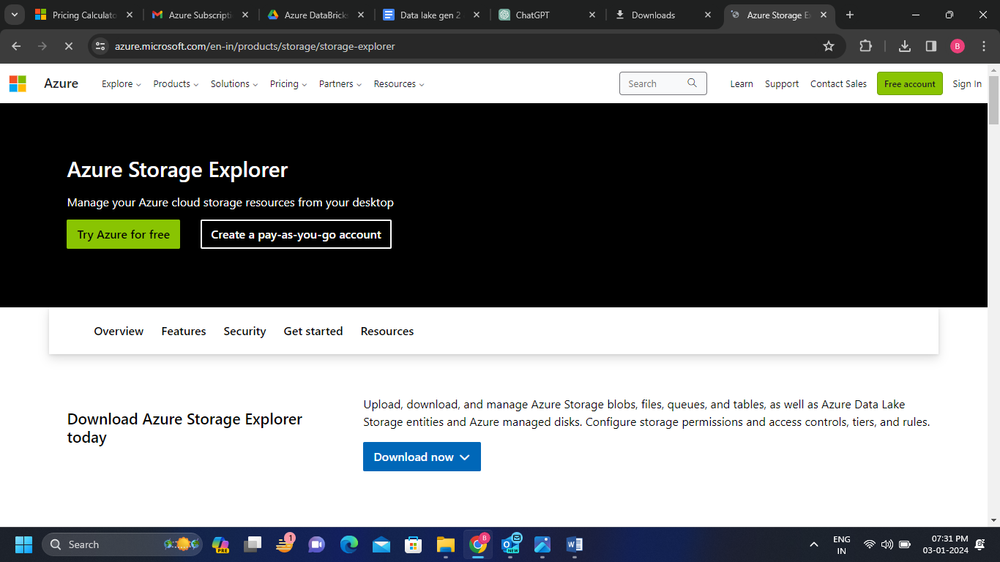 Pricing Calculato
Azure Subscripti
Azure DataBricks
Data lake gen 2
ChatGPT
Downloads
Azure Storage E
azure.microsoft.com/en-in/products/storage/storage-explorer
B
Azure
Explore
Products
Solutions
Pricing
Partners
Resources
Search
Learn
Support
Contact Sales
Free account
Sign In
Azure Storage Explorer
Manage your Azure cloud storage resources from your desktop
Try Azure for free
Create a pay-as-you-go account
Overview
Features
Security
Get started
Resources
Download Azure Storage Explorer
today
Upload, download, and manage Azure Storage blobs, files, queues, and tables, as well as Azure Data Lake
Storage entities and Azure managed disks. Configure storage permissions and access controls, tiers, and rules.
Download now
Search
PRE
1
B
NEW
ENG
IN
07:31 PM
03-01-2024